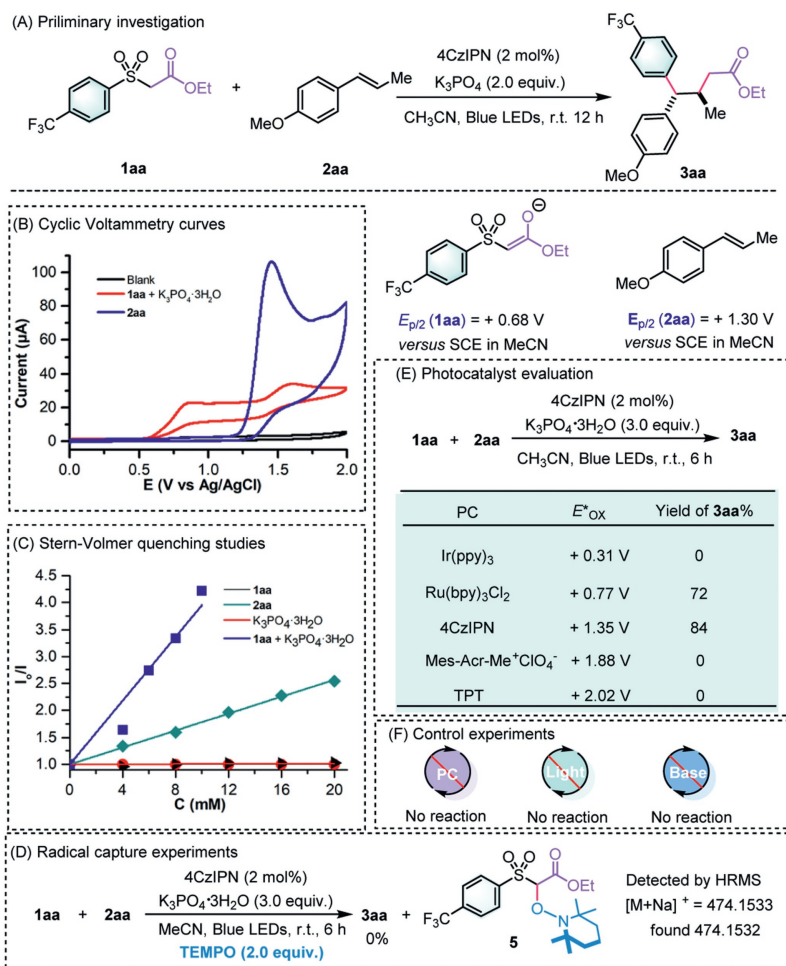 (A) Priliminary investigation
F₃C
O O
S
O
OEt
1aa
+
MeO
Me
2aa
4CzIPN (2 mol%)
K₃PO₄ (2.0 equiv.)
CH₃CN, Blue LEDs, r.t. 12 h
F₃C
O
OEt
Me
MeO
3aa
(B) Cyclic Voltammetry curves
Blank
1aa + K₃PO₄·3H₂O
2aa
Current (µA)
100
80
60
40
20
0
0.0 0.5 1.0 1.5 2.0
E (V vs Ag/AgCl)
O O
S
O⊖
OEt
F₃C
E_p/2 (1aa) = + 0.68 V
versus SCE in MeCN
Me
MeO
E_p/2 (2aa) = + 1.30 V
versus SCE in MeCN
(C) Stern-Volmer quenching studies
1aa
2aa
K₃PO₄·3H₂O
1aa + K₃PO₄·3H₂O
I₀/I
4.5
4.0
3.5
3.0
2.5
2.0
1.5
1.0
0 4 8 12 16 20
C (mM)
(E) Photocatalyst evaluation
1aa + 2aa
4CzIPN (2 mol%)
K₃PO₄·3H₂O (3.0 equiv.)
CH₃CN, Blue LEDs, r.t., 6 h
3aa
PC E*OX Yield of 3aa%
Ir(ppy)₃ + 0.31 V 0
Ru(bpy)₃Cl₂ + 0.77 V 72
4CzIPN + 1.35 V 84
Mes-Acr-Me⁺ClO₄⁻ + 1.88 V 0
TPT + 2.02 V 0
(F) Control experiments
PC Light Base
No reaction No reaction No reaction
(D) Radical capture experiments
1aa + 2aa
4CzIPN (2 mol%)
K₃PO₄·3H₂O (3.0 equiv.)
MeCN, Blue LEDs, r.t., 6 h
TEMPO (2.0 equiv.)
3aa
0%
+
O O
S
O
OEt
F₃C
O
N
5
Detected by HRMS
[M+Na]⁺ = 474.1533
found 474.1532